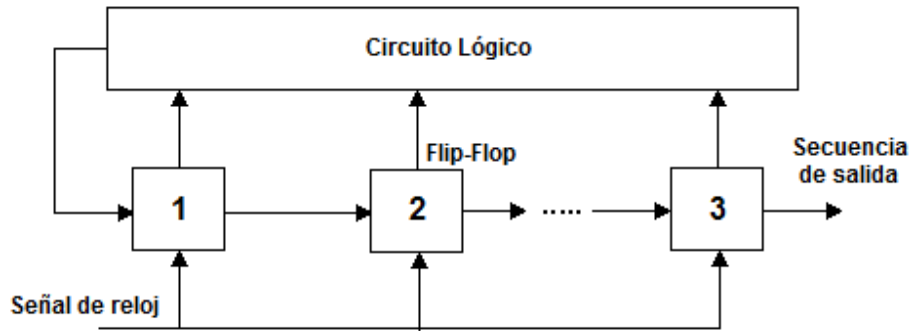 Circuito Lógico
Flip-Flop
Secuencia
de salida
1
2
.....
3
Señal de reloj